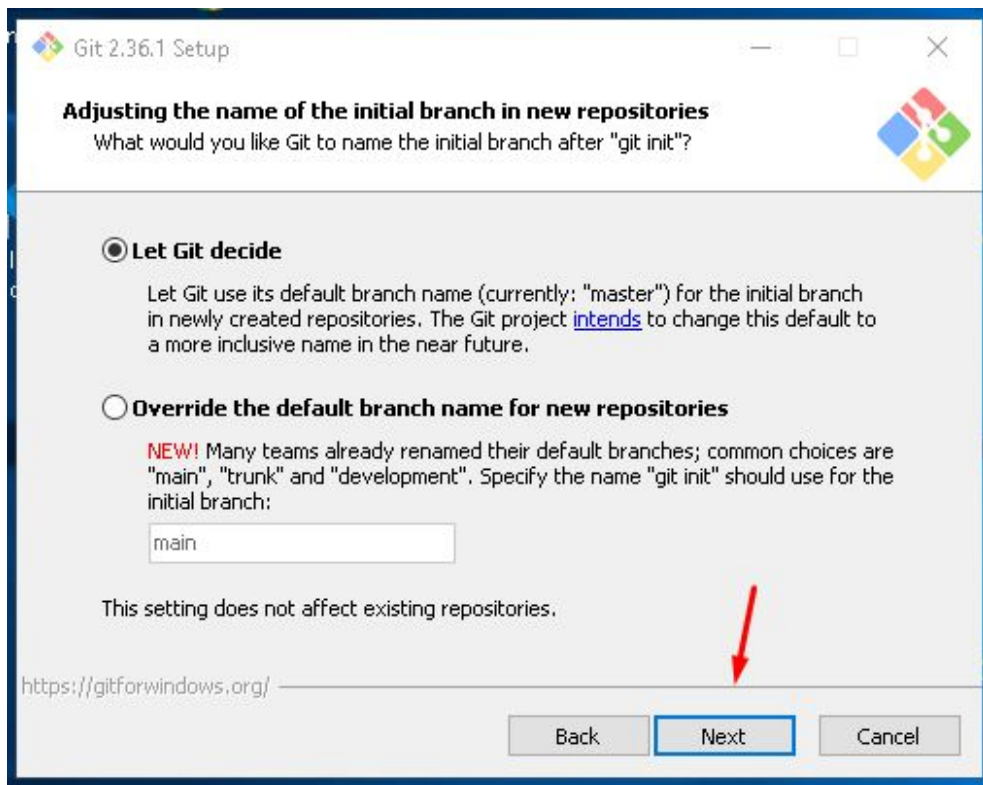 Git 2.36.1 Setup
Adjusting the name of the initial branch in new repositories
What would you like Git to name the initial branch after "git init"?
Let Git decide
Let Git use its default branch name (currently: "master") for the initial branch
in newly created repositories. The Git project intends to change this default to
a more inclusive name in the near future.
Override the default branch name for new repositories
NEW! Many teams already renamed their default branches; common choices are
"main", "trunk" and "development". Specify the name "git init" should use for the
initial branch:
main
This setting does not affect existing repositories.
https://gitforwindows.org/
Back
Next
Cancel